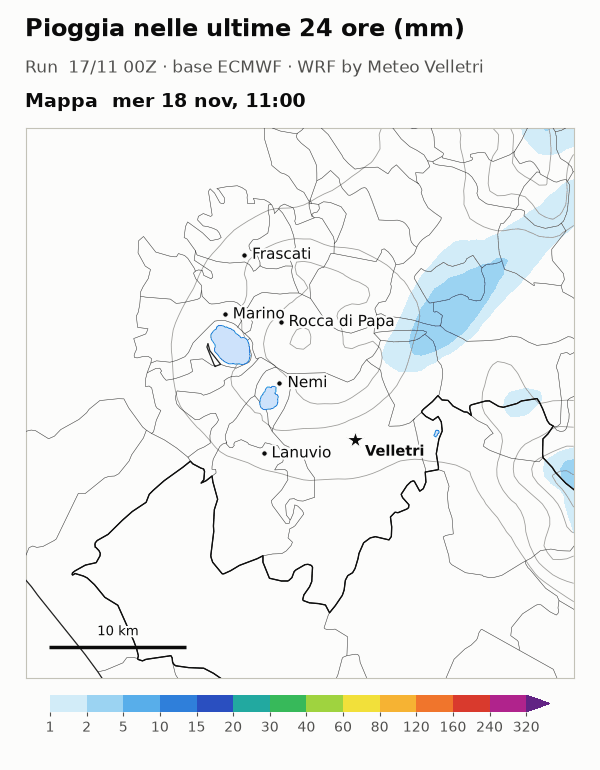 Pioggia nelle ultime 24 ore (mm)
Run  17/11 00Z · base ECMWF · WRF by Meteo Velletri
Mappa  mer 18 nov, 11:00
Frascati
Marino
Rocca di Papa
Nemi
Velletri
Lanuvio
10 km
1 2 5 10 15 20 30 40 60 80 120 160 240 320